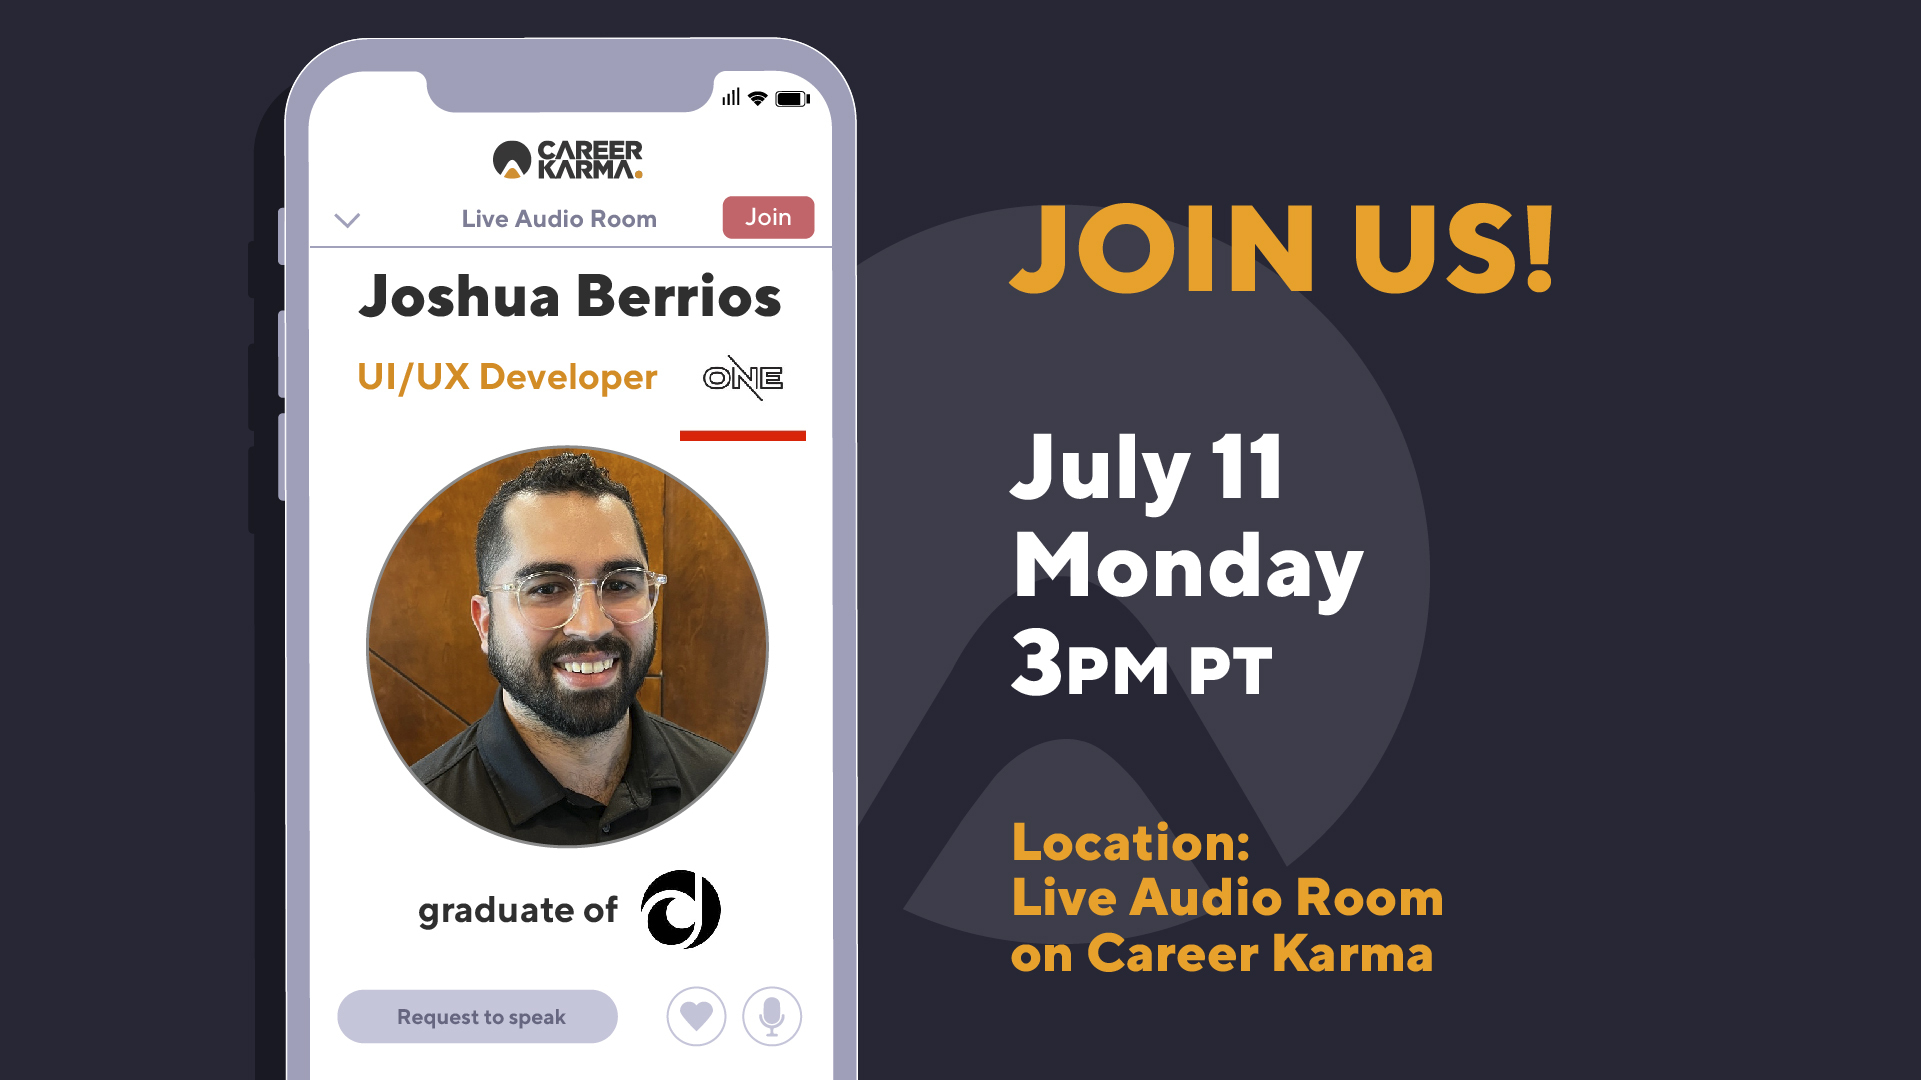 CAREER
KARMA.
Live Audio Room
Join
Joshua Berrios
UI/UX Developer
ONE
graduate of
Request to speak
JOIN US!
July 11
Monday
3PM PT
Location:
Live Audio Room
on Career Karma